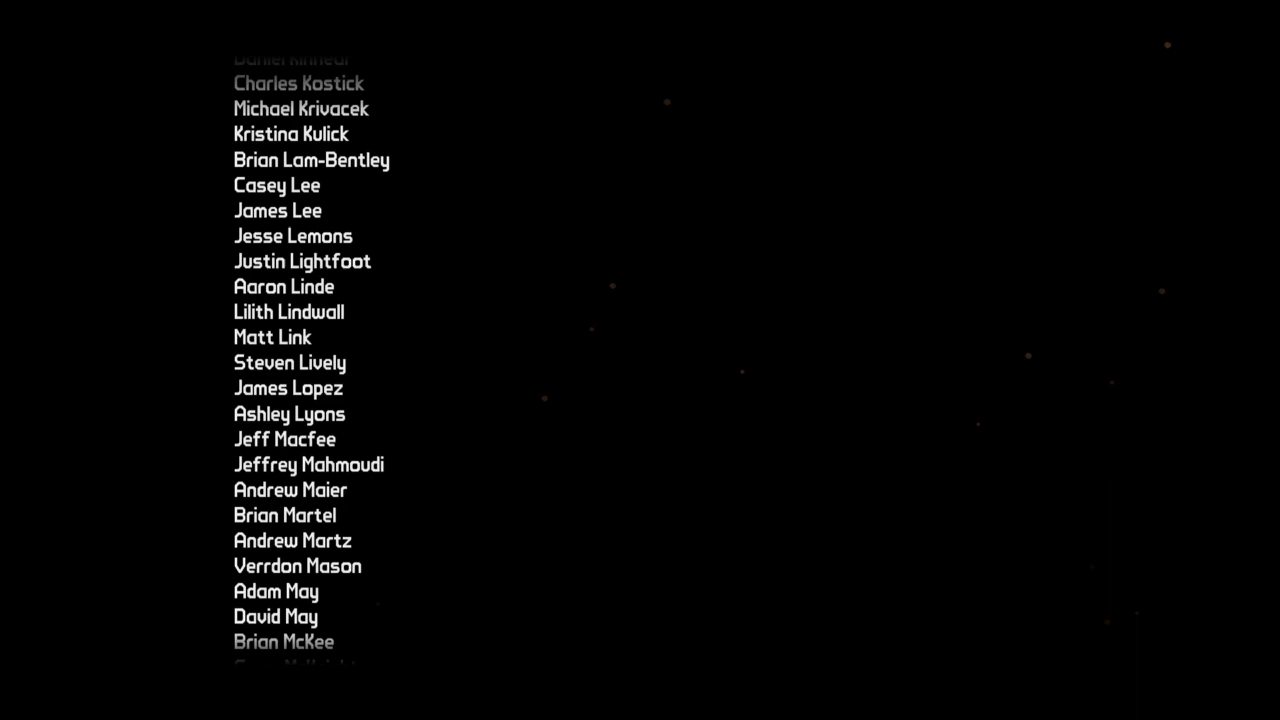 Daniel Kinnear
Charles Kostick
Michael Krivacek
Kristina Kulick
Brian Lam-Bentley
Casey Lee
James Lee
Jesse Lemons
Justin Lightfoot
Aaron Linde
Lilith Lindwall
Matt Link
Steven Lively
James Lopez
Ashley Lyons
Jeff Macfee
Jeffrey Mahmoudi
Andrew Maier
Brian Martel
Andrew Martz
Verrdon Mason
Adam May
David May
Brian McKee